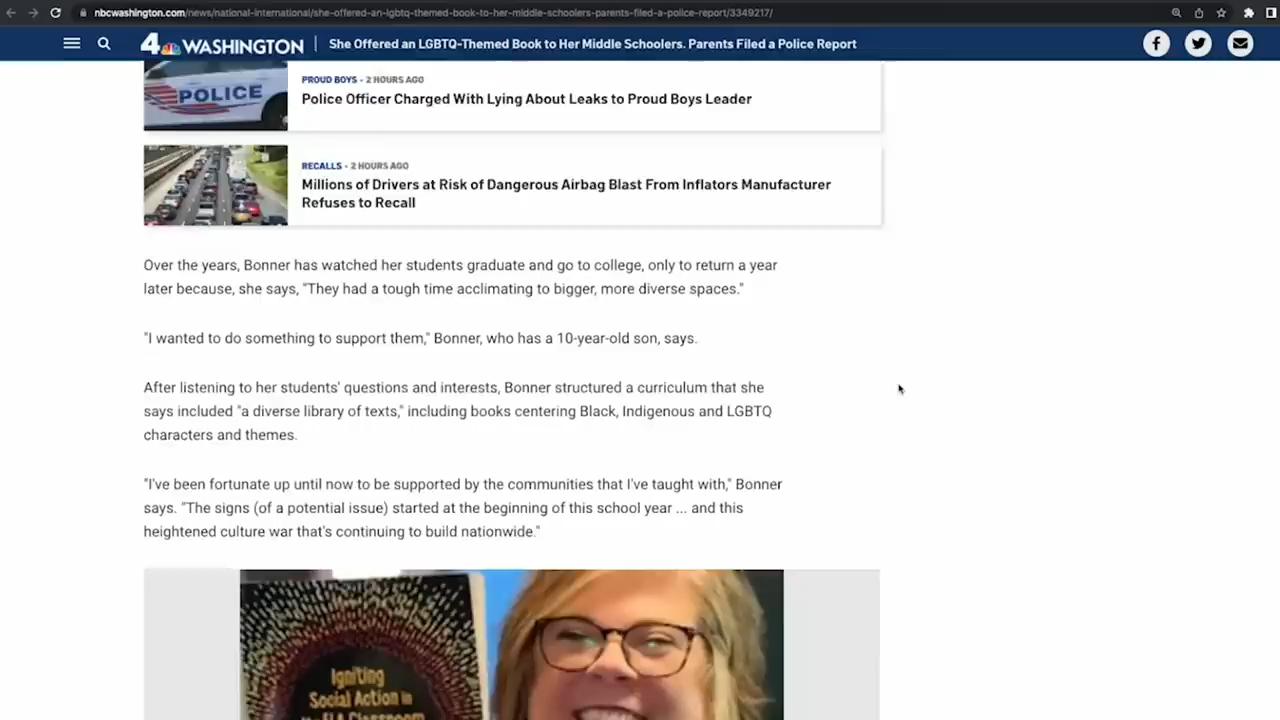 nbcwashington.com/news/national-international/she-offered-an-lgbtq-themed-book-to-her-middle-schoolers-parents-filed-a-police-report/3349217/
4 WASHINGTON
She Offered an LGBTQ-Themed Book to Her Middle Schoolers. Parents Filed a Police Report
POLICE
PROUD BOYS - 2 HOURS AGO
Police Officer Charged With Lying About Leaks to Proud Boys Leader
RECALLS - 2 HOURS AGO
Millions of Drivers at Risk of Dangerous Airbag Blast From Inflators Manufacturer
Refuses to Recall
Over the years, Bonner has watched her students graduate and go to college, only to return a year
later because, she says, "They had a tough time acclimating to bigger, more diverse spaces."
"I wanted to do something to support them," Bonner, who has a 10-year-old son, says.
After listening to her students' questions and interests, Bonner structured a curriculum that she
says included "a diverse library of texts," including books centering Black, Indigenous and LGBTQ
characters and themes.
"I've been fortunate up until now to be supported by the communities that I've taught with," Bonner
says. "The signs (of a potential issue) started at the beginning of this school year ... and this
heightened culture war that's continuing to build nationwide."
Igniting
Social Action in
the ELA Classroom